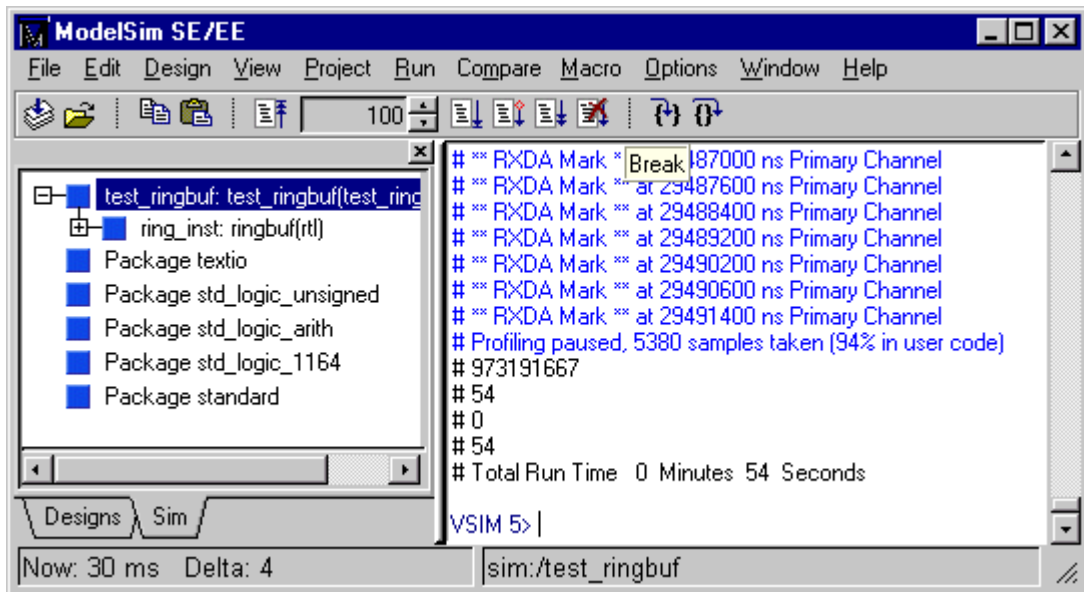 ModelSim SE/EE
File Edit Design View Project Run Compare Macro Options Window Help
100
test_ringbuf: test_ringbuf(test_ring
ring_inst: ringbuf(rtl)
Package textio
Package std_logic_unsigned
Package std_logic_arith
Package std_logic_1164
Package standard
Designs Sim
# ** RXDA Mark * Break 487000 ns Primary Channel
# ** RXDA Mark ** at 29487600 ns Primary Channel
# ** RXDA Mark ** at 29488400 ns Primary Channel
# ** RXDA Mark ** at 29489200 ns Primary Channel
# ** RXDA Mark ** at 29490200 ns Primary Channel
# ** RXDA Mark ** at 29490600 ns Primary Channel
# ** RXDA Mark ** at 29491400 ns Primary Channel
# Profiling paused, 5380 samples taken (94% in user code)
# 973191667
# 54
# 0
# 54
# Total Run Time 0 Minutes 54 Seconds
VSIM 5>
Now: 30 ms Delta: 4
sim:/test_ringbuf